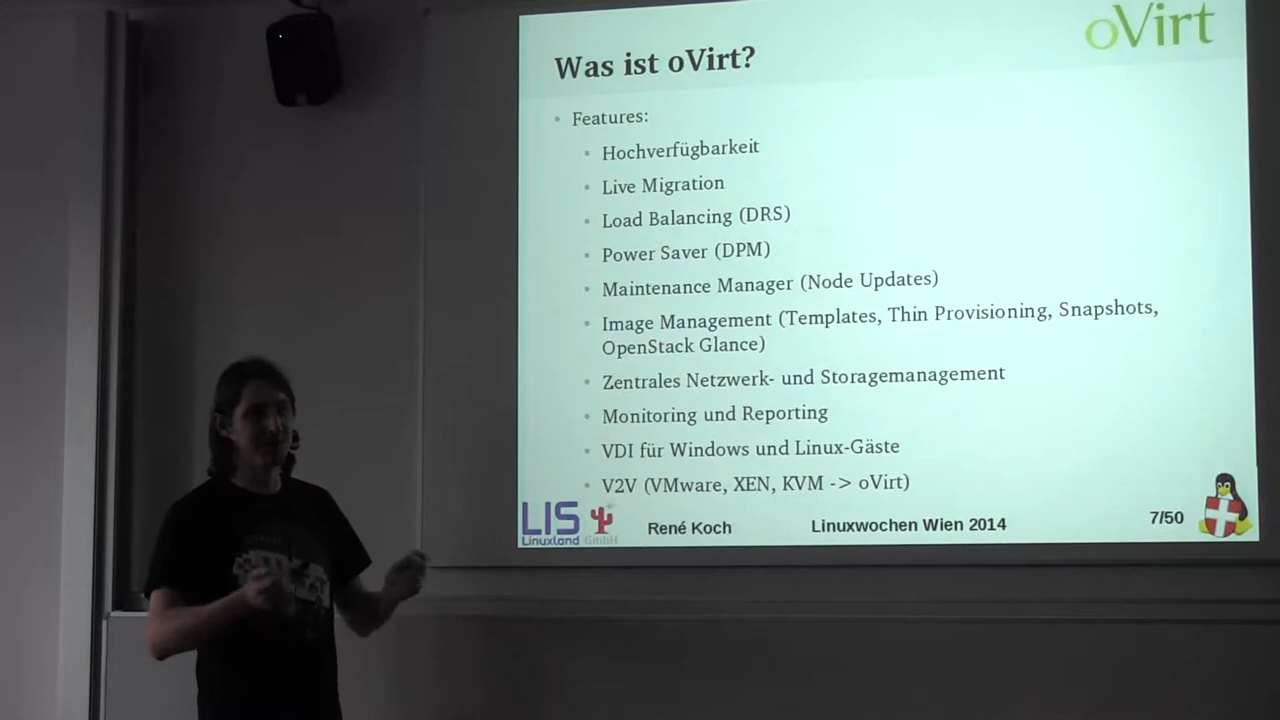 oVirt
Was ist oVirt?
Features:
Hochverfügbarkeit
Live Migration
Load Balancing (DRS)
Power Saver (DPM)
Maintenance Manager (Node Updates)
Image Management (Templates, Thin Provisioning, Snapshots,
OpenStack Glance)
Zentrales Netzwerk- und Storagemanagement
Monitoring und Reporting
VDI für Windows und Linux-Gäste
V2V (VMware, XEN, KVM -> oVirt)
LIS
Linuxland GmbH
René Koch
Linuxwochen Wien 2014
7/50